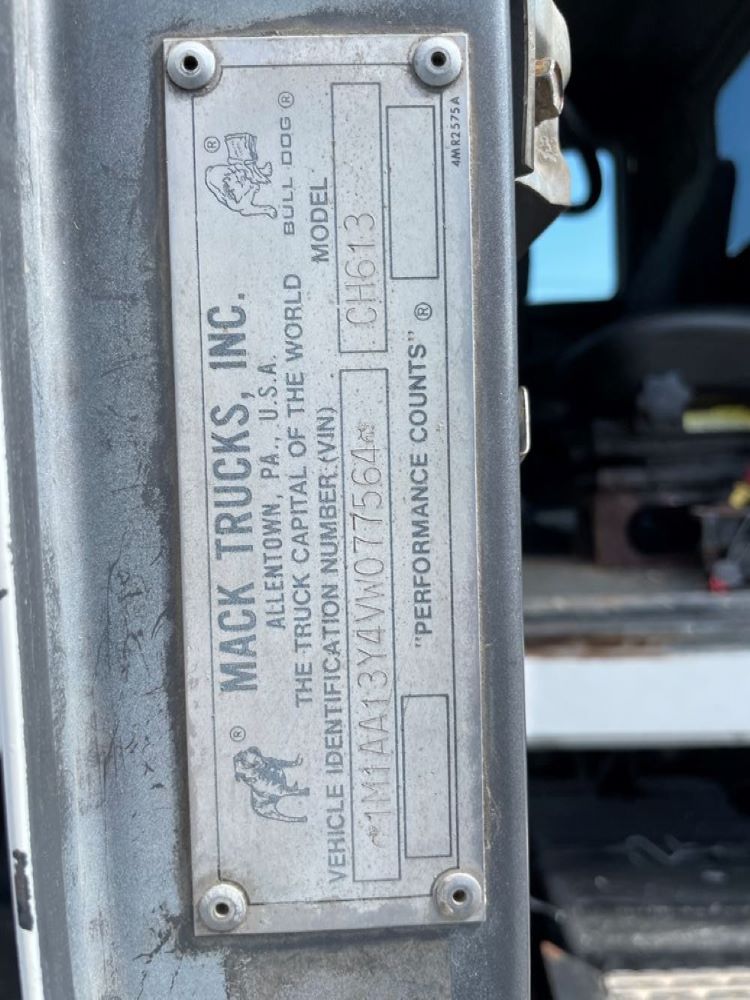 MACK TRUCKS, INC.
ALLENTOWN, PA., U.S.A.
THE TRUCK CAPITAL OF THE WORLD
® ® BULL DOG ®
VEHICLE IDENTIFICATION NUMBER (VIN) MODEL
1M1AA13Y4VW077564 CH613
"PERFORMANCE COUNTS" ®
4MR2575A